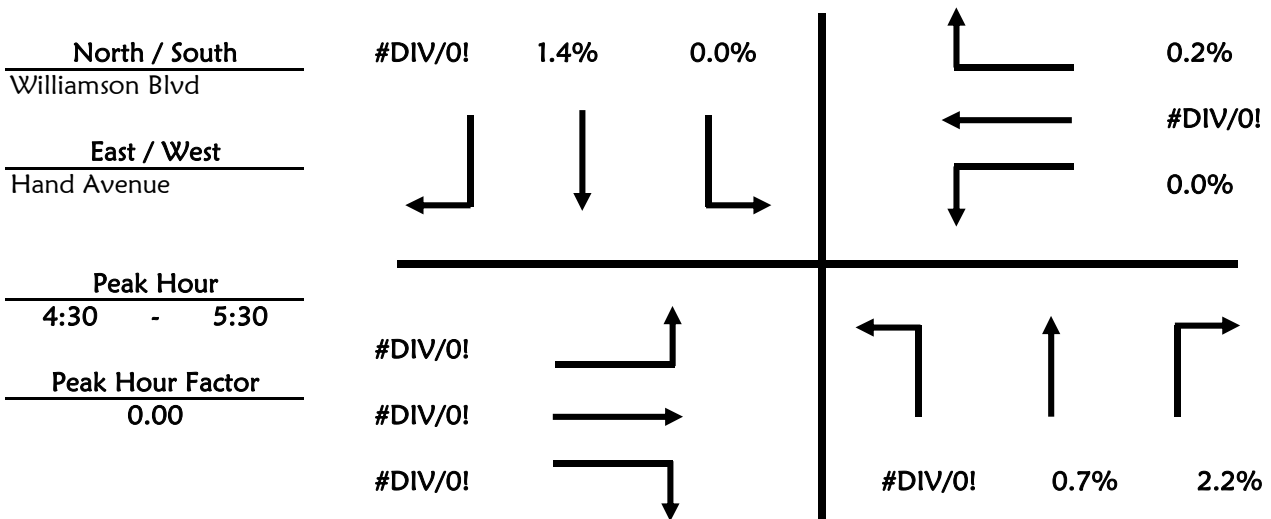 North / South
Williamson Blvd
East / West
Hand Avenue
Peak Hour
4:30 - 5:30
Peak Hour Factor
0.00
#DIV/0! 1.4% 0.0%
0.2%
#DIV/0!
0.0%
#DIV/0!
#DIV/0!
#DIV/0!
#DIV/0! 0.7% 2.2%